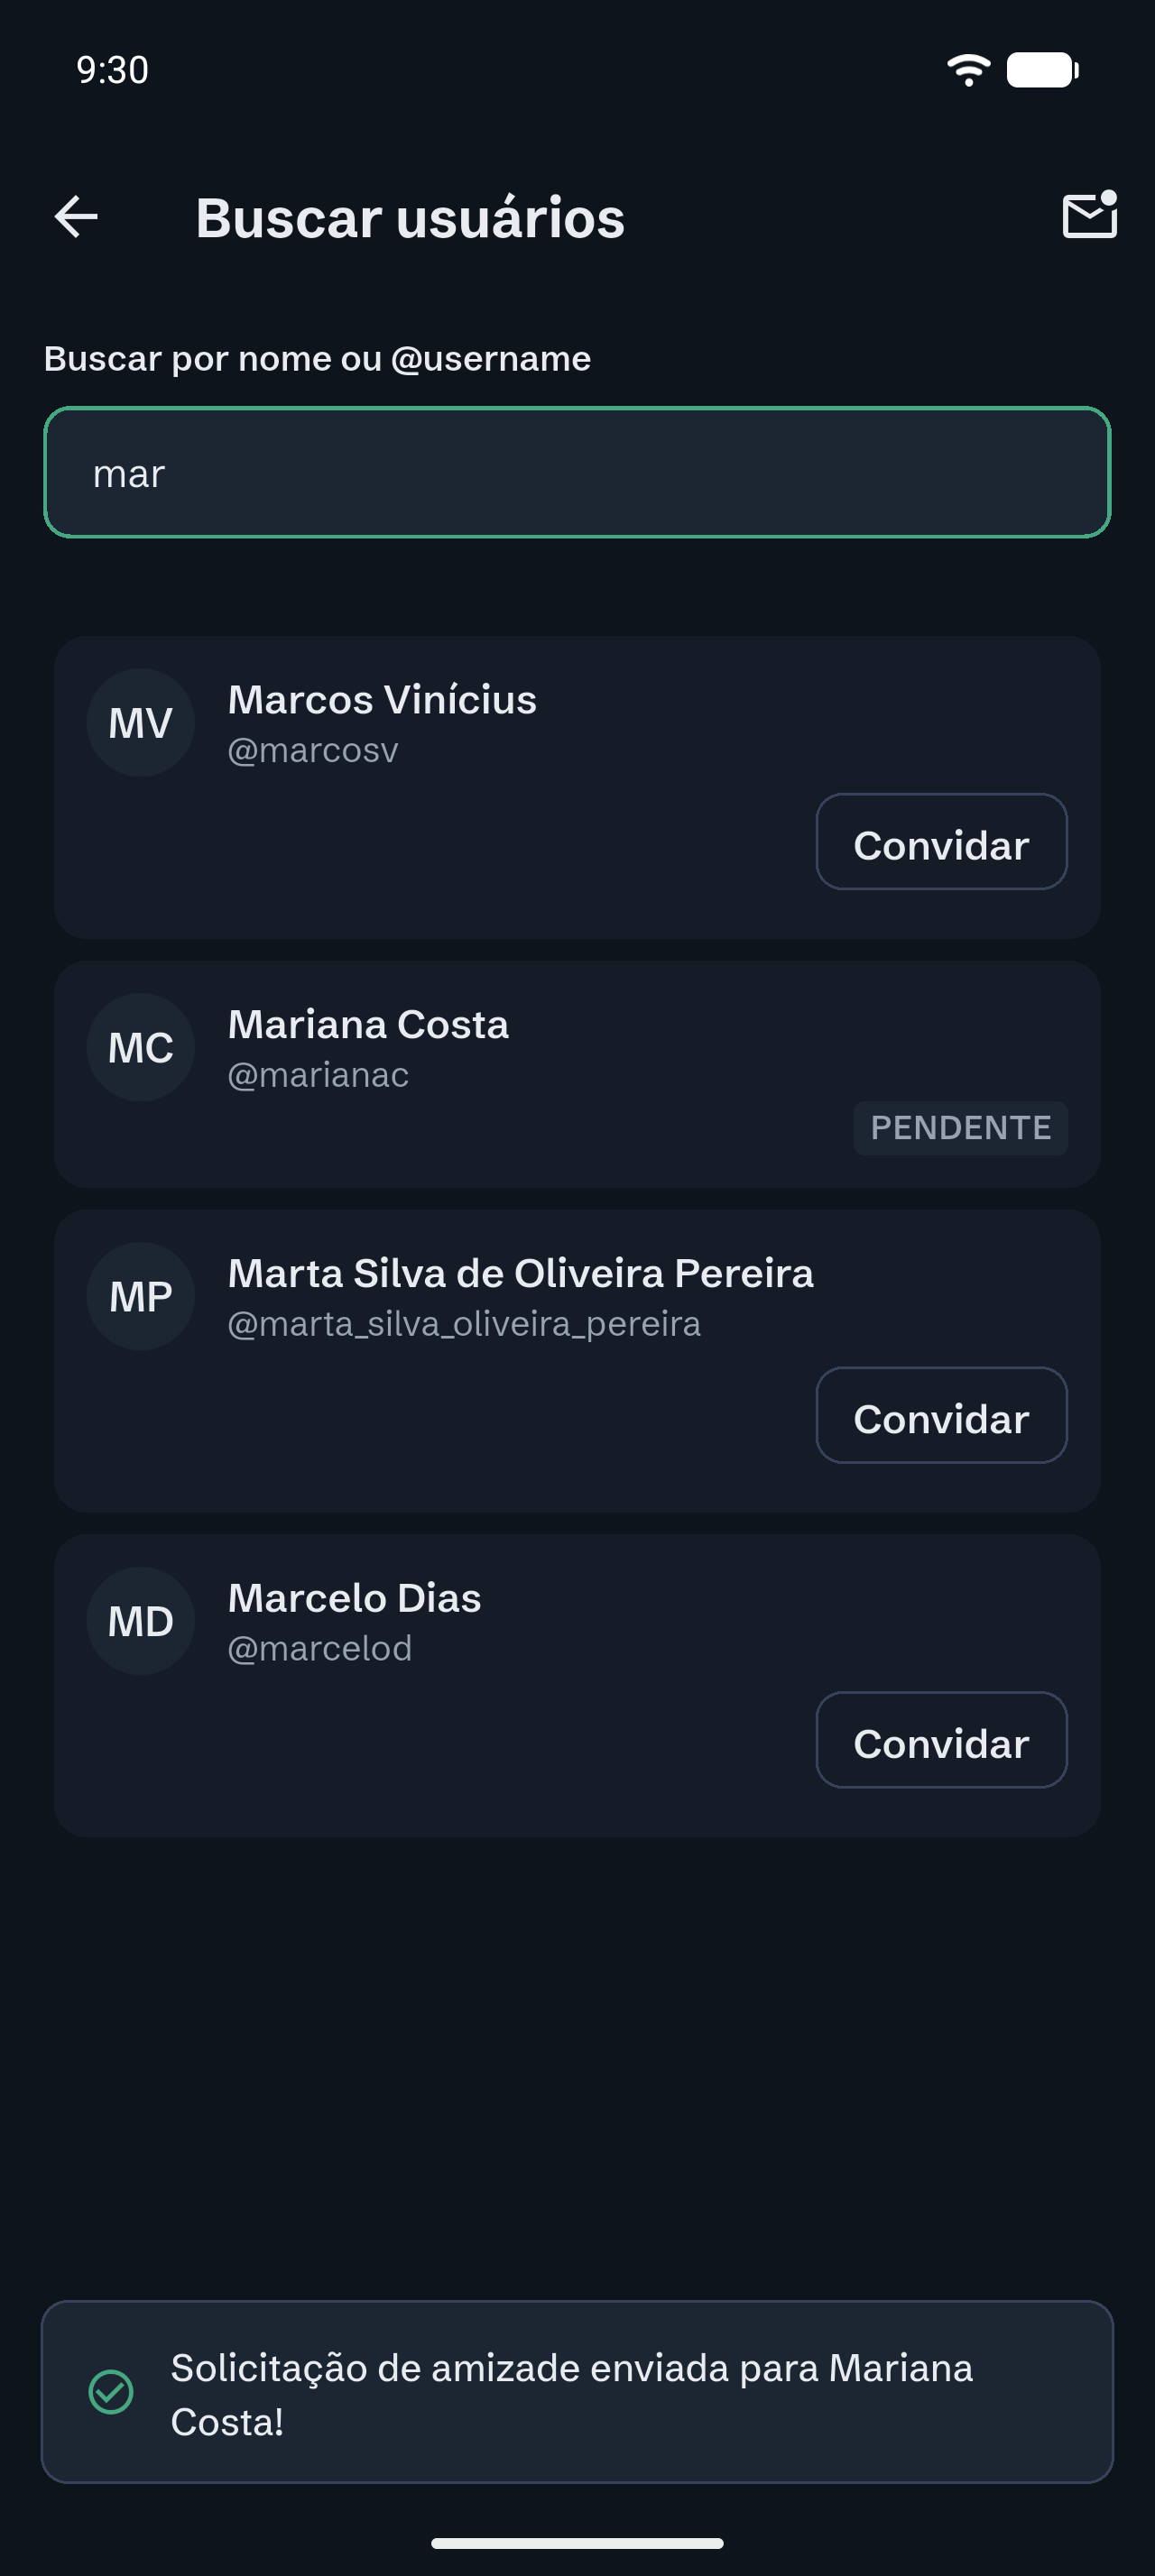 9:30
Buscar usuários
Buscar por nome ou @username
mar
MV
Marcos Vinícius
@marcosv
Convidar
MC
Mariana Costa
@marianac
PENDENTE
MP
Marta Silva de Oliveira Pereira
@marta_silva_oliveira_pereira
Convidar
MD
Marcelo Dias
@marcelod
Convidar
Solicitação de amizade enviada para Mariana
Costa!